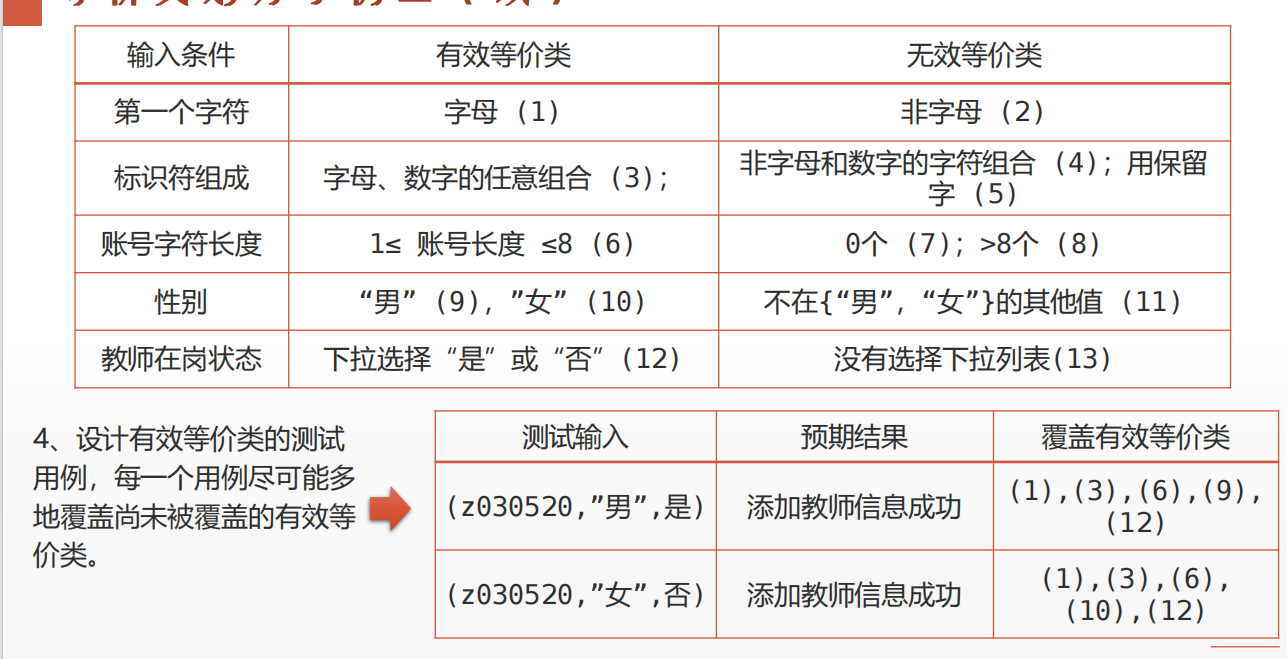 输入条件 有效等价类 无效等价类
第一个字符 字母 (1) 非字母 (2)
标识符组成 字母、数字的任意组合 (3); 非字母和数字的字符组合 (4); 用保留
字 (5)
账号字符长度 1≤ 账号长度 ≤8 (6) 0个 (7); >8个 (8)
性别 “男” (9), ”女” (10) 不在{“男”, “女”}的其他值 (11)
教师在岗状态 下拉选择 “是” 或 “否” (12) 没有选择下拉列表(13)
4、设计有效等价类的测试
用例，每一个用例尽可能多
地覆盖尚未被覆盖的有效等
价类。
测试输入 预期结果 覆盖有效等价类
(z030520,”男”,是) 添加教师信息成功 (1),(3),(6),(9),
(12)
(z030520,”女”,否) 添加教师信息成功 (1),(3),(6),
(10),(12)